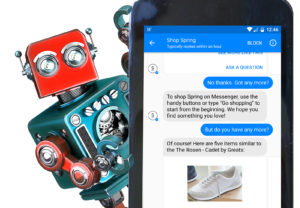 12:46
Shop Spring
Typically replies within an hour
BLOCK
ASK A QUESTION
No thanks. Got any more?
To shop Spring on Messenger, use the
handy buttons or type "Go shopping" to
start from the beginning. We hope you
find something you love!
But do you have any more?
Of course! Here are five items similar to
The Rosen - Cadet by Greats: